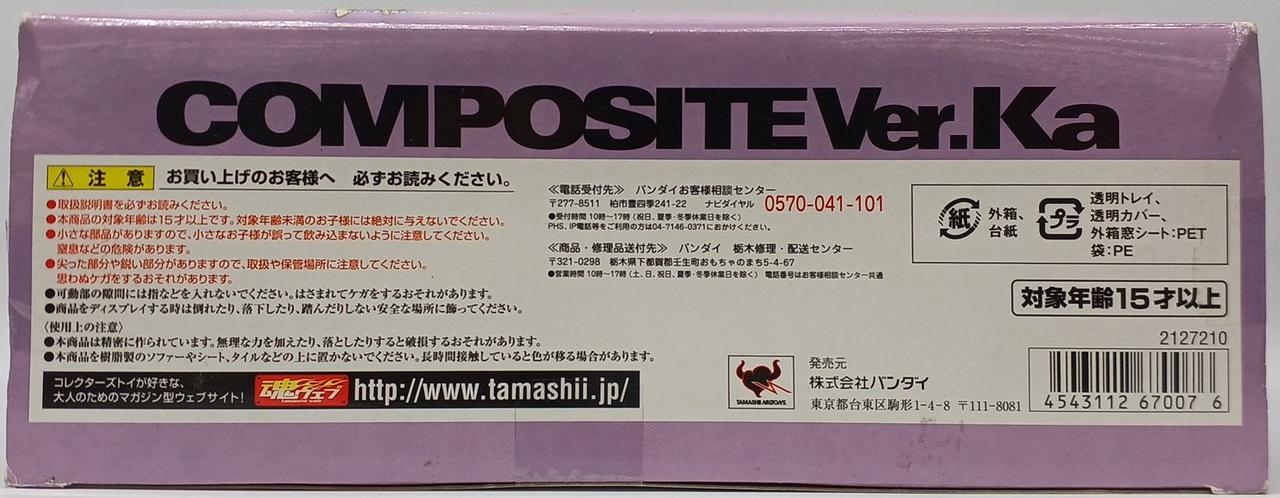 COMPOSITE Ver.Ka
注意 お買い上げのお客様へ 必ずお読みください。
●取扱説明書を必ずお読みください。
●本商品の対象年齢は15才以上です。対象年齢未満のお子様には絶対に与えないでください。
●小さな部品がありますので、小さなお子様が誤って飲み込まないように注意してください。
窒息などの危険があります。
●尖った部分や鋭い部分がありますので、取扱や保管場所に注意してください。
思わぬケガをするおそれがあります。
●可動部の隙間には指などを入れないでください。はさまれてケガをするおそれがあります。
●商品をディスプレイする時は倒れたり、落下したり、踏んだりしない安全な場所に飾ってください。
〈使用上の注意〉
●本商品は精密に作られています。無理な力を加えたり、落としたりすると破損するおそれがあります。
●本商品を樹脂製のソファーやシート、タイルなどの上に置かないでください。長時間接触していると色が移る場合があります。
コレクターズトイが好きな、
大人のためのマガジン型ウェブサイト!
魂ウェブ
tamashii web
http://www.tamashii.jp/
≪電話受付先≫ バンダイお客様相談センター
〒277-8511 柏市豊四季241-22 ナビダイヤル 0570-041-101
●受付時間 10時〜17時(祝日、夏季・冬季休業日を除く)
PHS、IP電話等をご利用の方は04-7146-0371におかけください。
≪商品・修理品送付先≫ バンダイ 栃木修理・配送センター
〒321-0298 栃木県下都賀郡壬生町おもちゃのまち5-4-67
●営業時間 10時〜17時(土、日、祝日、夏季・冬季休業日を除く) 電話番号はお客様相談センター共通
紙 外箱、
台紙
プラ 透明トレイ、
透明カバー、
外箱窓シート:PET
袋:PE
対象年齢15才以上
2127210
TAMASHII NATIONS
発売元
株式会社バンダイ
東京都台東区駒形1-4-8 〒111-8081
4543112 67007 6